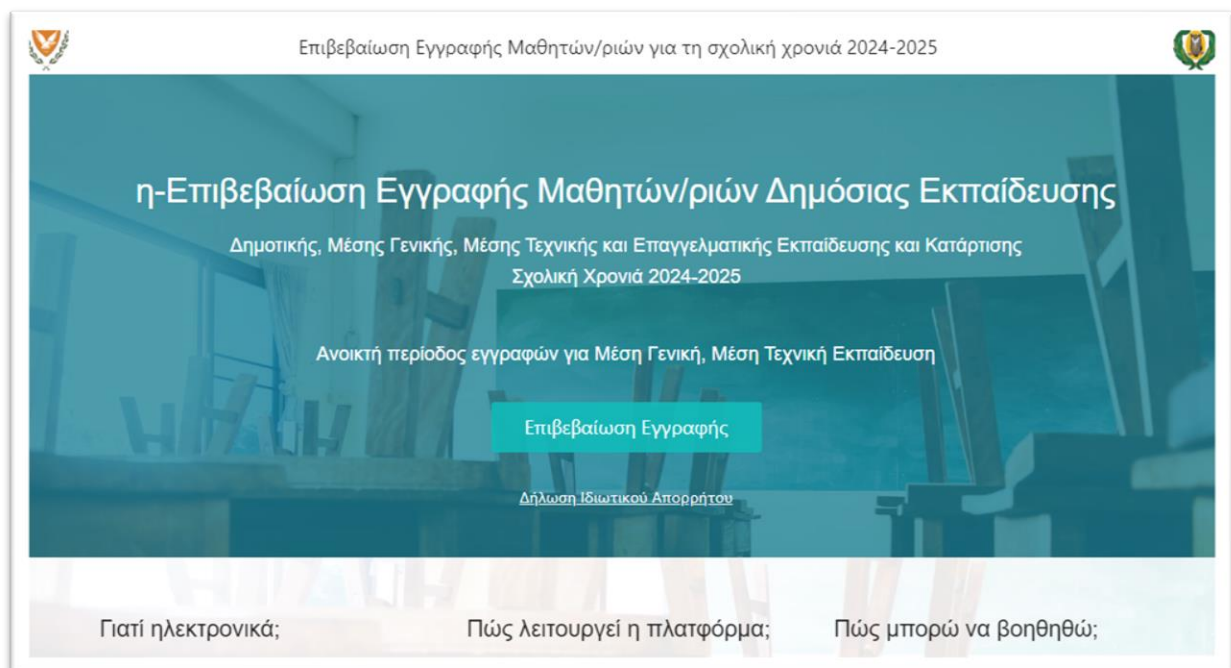 Επιβεβαίωση Εγγραφής Μαθητών/ριών για τη σχολική χρονιά 2024-2025
η-Επιβεβαίωση Εγγραφής Μαθητών/ριών Δημόσιας Εκπαίδευσης
Δημοτικής, Μέσης Γενικής, Μέσης Τεχνικής και Επαγγελματικής Εκπαίδευσης και Κατάρτισης
Σχολική Χρονιά 2024-2025
Ανοικτή περίοδος εγγραφών για Μέση Γενική, Μέση Τεχνική Εκπαίδευση
Επιβεβαίωση Εγγραφής
Δήλωση Ιδιωτικού Απορρήτου
Γιατί ηλεκτρονικά; Πώς λειτουργεί η πλατφόρμα; Πώς μπορώ να βοηθηθώ;